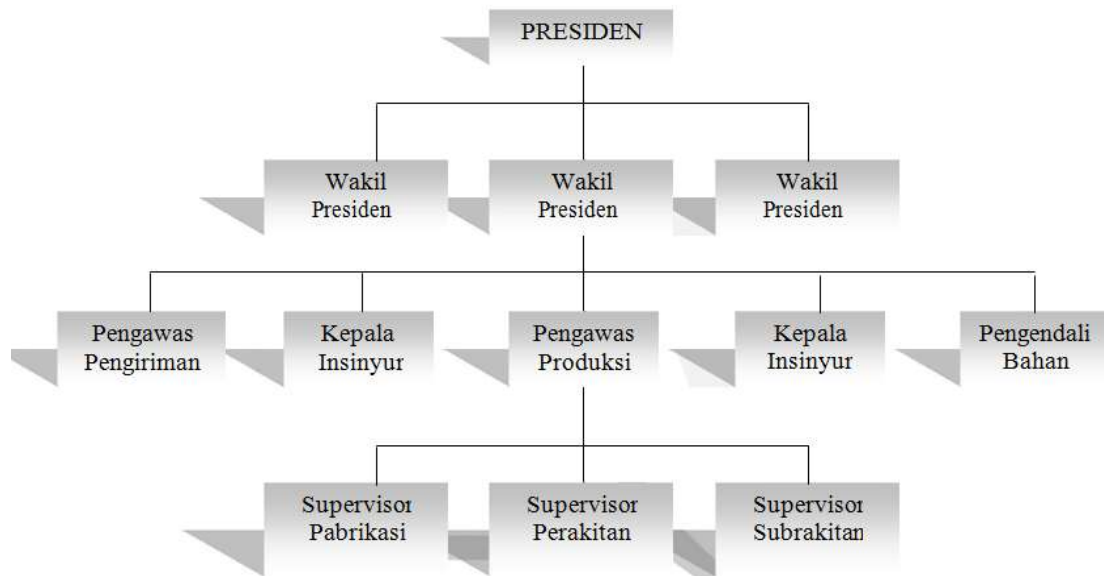 PRESIDEN
Wakil
Presiden
Wakil
Presiden
Wakil
Presiden
Pengawas
Pengiriman
Kepala
Insinyur
Pengawas
Produksi
Kepala
Insinyur
Pengendali
Bahan
Supervisor
Pabrikasi
Supervisor
Perakitan
Supervisor
Subrakitan